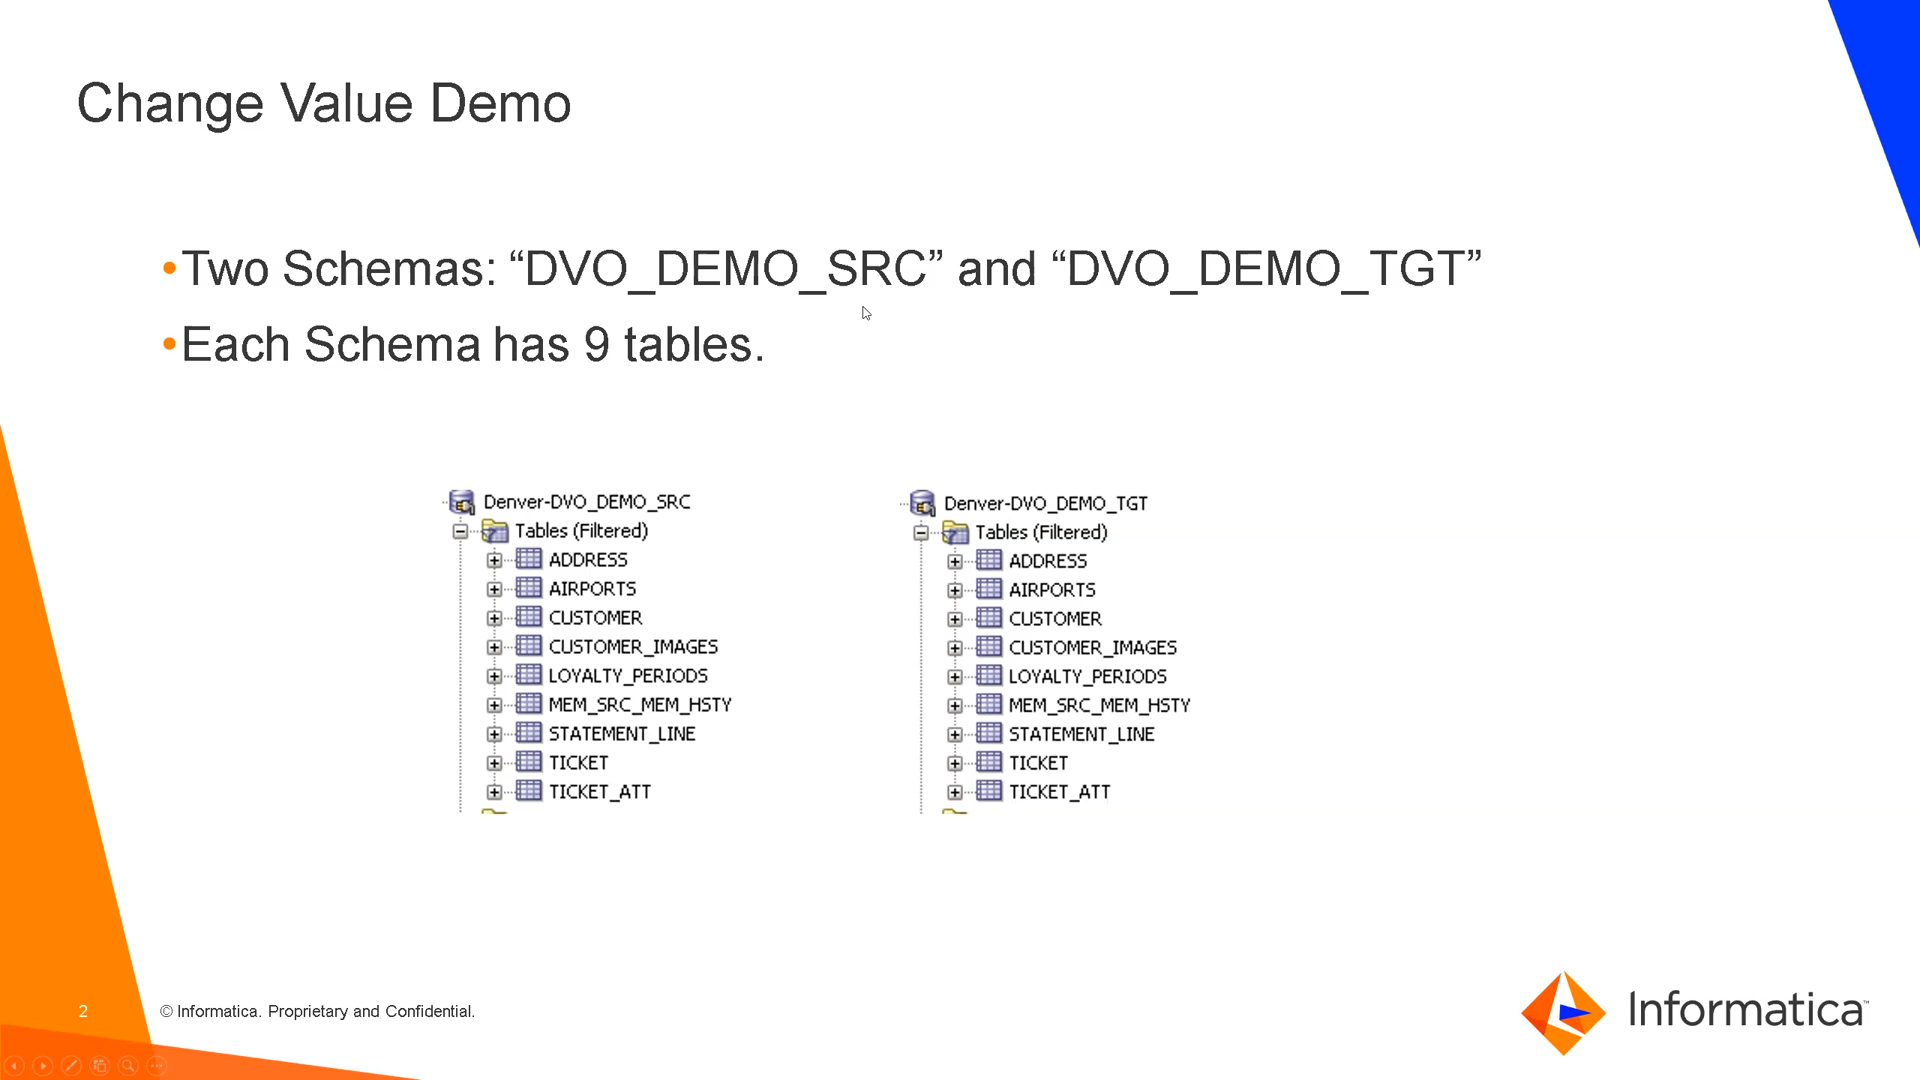 Change Value Demo
•Two Schemas: “DVO_DEMO_SRC” and “DVO_DEMO_TGT”
•Each Schema has 9 tables.
Denver-DVO_DEMO_SRC
Tables (Filtered)
ADDRESS
AIRPORTS
CUSTOMER
CUSTOMER_IMAGES
LOYALTY_PERIODS
MEM_SRC_MEM_HSTY
STATEMENT_LINE
TICKET
TICKET_ATT
Denver-DVO_DEMO_TGT
Tables (Filtered)
ADDRESS
AIRPORTS
CUSTOMER
CUSTOMER_IMAGES
LOYALTY_PERIODS
MEM_SRC_MEM_HSTY
STATEMENT_LINE
TICKET
TICKET_ATT
2
© Informatica. Proprietary and Confidential.
Informatica™